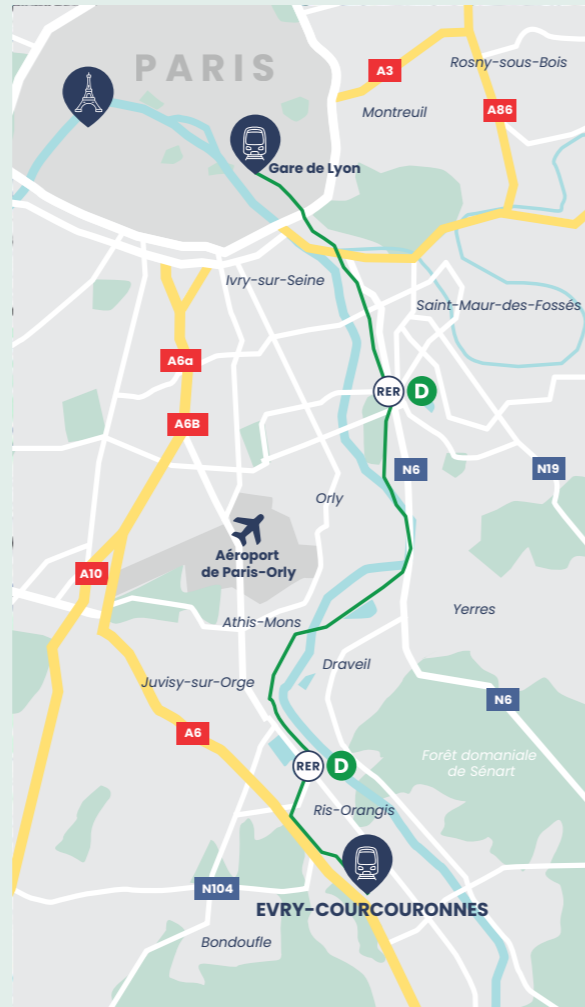 PARIS
A3
Rosny-sous-Bois
A86
Montreuil
Gare de Lyon
Ivry-sur-Seine
Saint-Maur-des-Fossés
A6a
RER D
A6B
N6
N19
Orly
Aéroport
de Paris-Orly
A10
Yerres
Athis-Mons
Draveil
Juvisy-sur-Orge
N6
A6
Forêt domaniale
de Sénart
RER D
Ris-Orangis
N104
EVRY-COURCOURONNES
Bondoufle